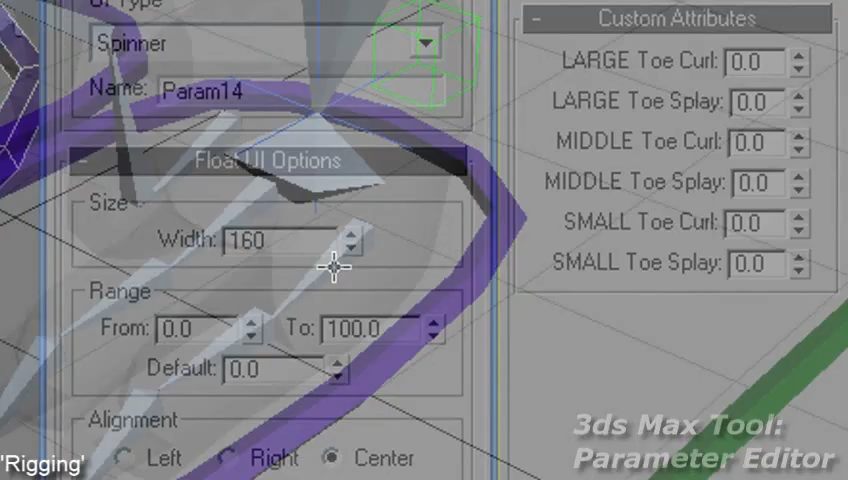 UI Type
Spinner
Name: Param14
Float UI Options
Size
Width: 160
Range
From: 0.0 To: 100.0
Default: 0.0
Alignment
Left Right Center
Custom Attributes
LARGE Toe Curl: 0.0
LARGE Toe Splay: 0.0
MIDDLE Toe Curl: 0.0
MIDDLE Toe Splay: 0.0
SMALL Toe Curl: 0.0
SMALL Toe Splay: 0.0
3ds Max Tool:
Parameter Editor
'Rigging'